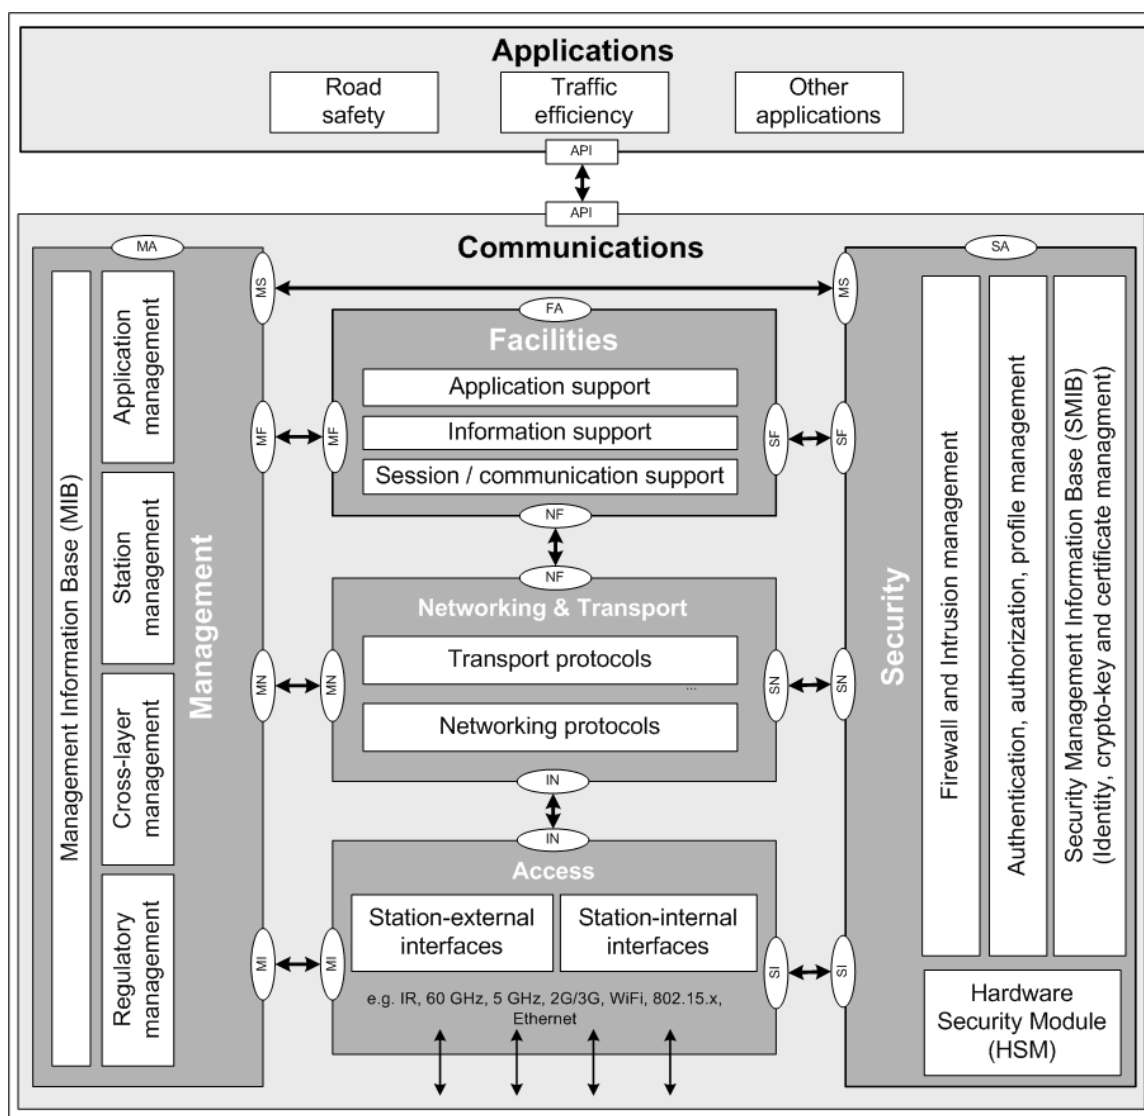 Applications
Road
safety
Traffic
efficiency
Other
applications
API
API
Communications
MA
SA
MS
MS
FA
Facilities
Application support
Information support
Session / communication support
MF
MF
SF
SF
NF
NF
Networking & Transport
Transport protocols
...
Networking protocols
MN
MN
SN
SN
IN
IN
Access
Station-external
interfaces
Station-internal
interfaces
e.g. IR, 60 GHz, 5 GHz, 2G/3G, WiFi, 802.15.x,
Ethernet
MI
MI
SI
SI
Management Information Base (MIB)
Application
management
Station
management
Cross-layer
management
Regulatory
management
Management
Security
Firewall and Intrusion management
Authentication, authorization, profile management
Security Management Information Base (SMIB)
(Identity, crypto-key and certificate managment)
Hardware
Security Module
(HSM)